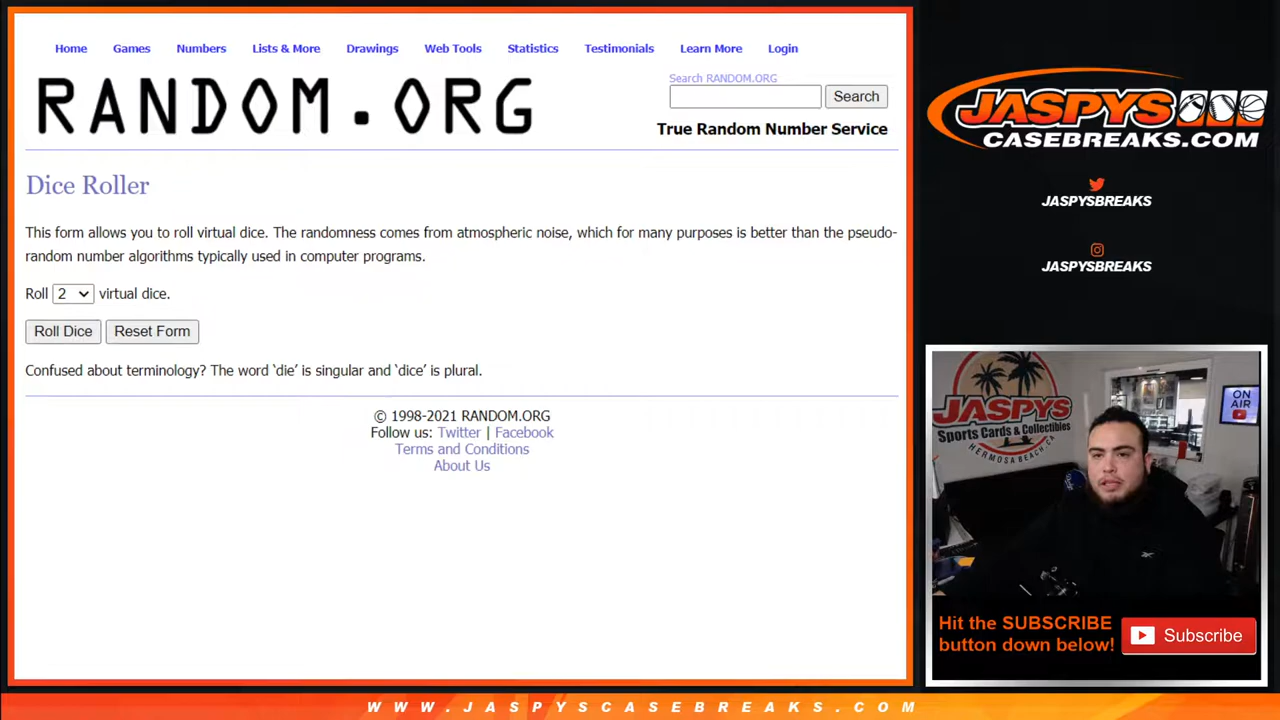 Home Games Numbers Lists & More Drawings Web Tools Statistics Testimonials Learn More Login
RANDOM.ORG
Search RANDOM.ORG
Search
True Random Number Service
Dice Roller
This form allows you to roll virtual dice. The randomness comes from atmospheric noise, which for many purposes is better than the pseudo-
random number algorithms typically used in computer programs.
Roll 2 virtual dice.
Roll Dice Reset Form
Confused about terminology? The word ‘die’ is singular and ‘dice’ is plural.
© 1998-2021 RANDOM.ORG
Follow us: Twitter | Facebook
Terms and Conditions
About Us
JASPYS
CASEBREAKS.COM
JASPYSBREAKS
JASPYSBREAKS
JASPYS
Sports Cards & Collectibles
HERMOSA BEACH, CA
ON
AIR
Hit the SUBSCRIBE
button down below!
Subscribe
WWW.JASPYSCASEBREAKS.COM